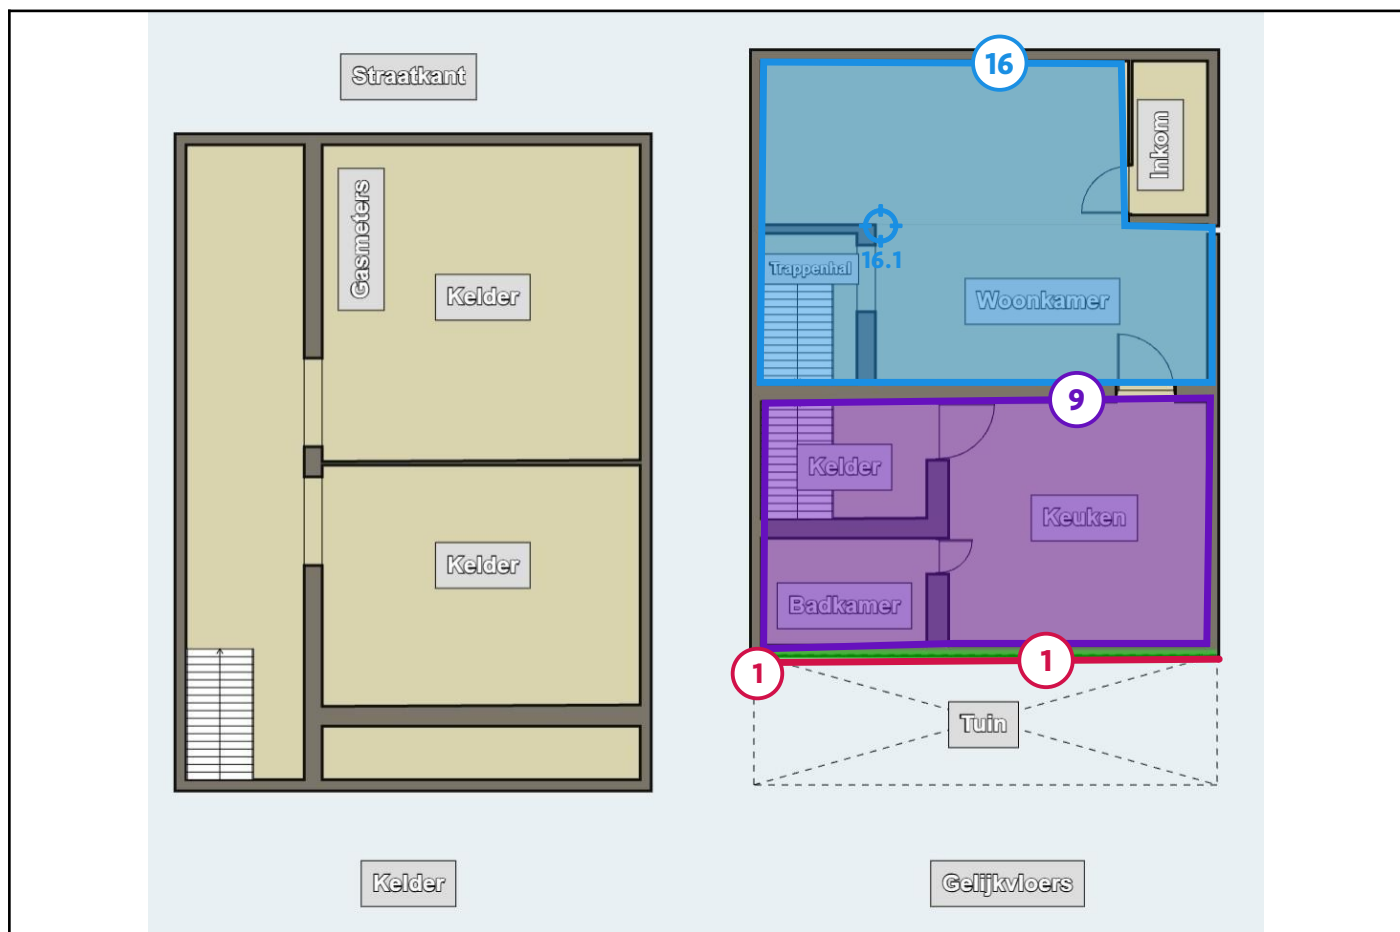 Straatkant
Gasmeters
Kelder
Kelder
Kelder
16
Inkom
16.1
Trappenhal
Woonkamer
9
Kelder
Keuken
Badkamer
1
1
Tuin
Gelijkvloers